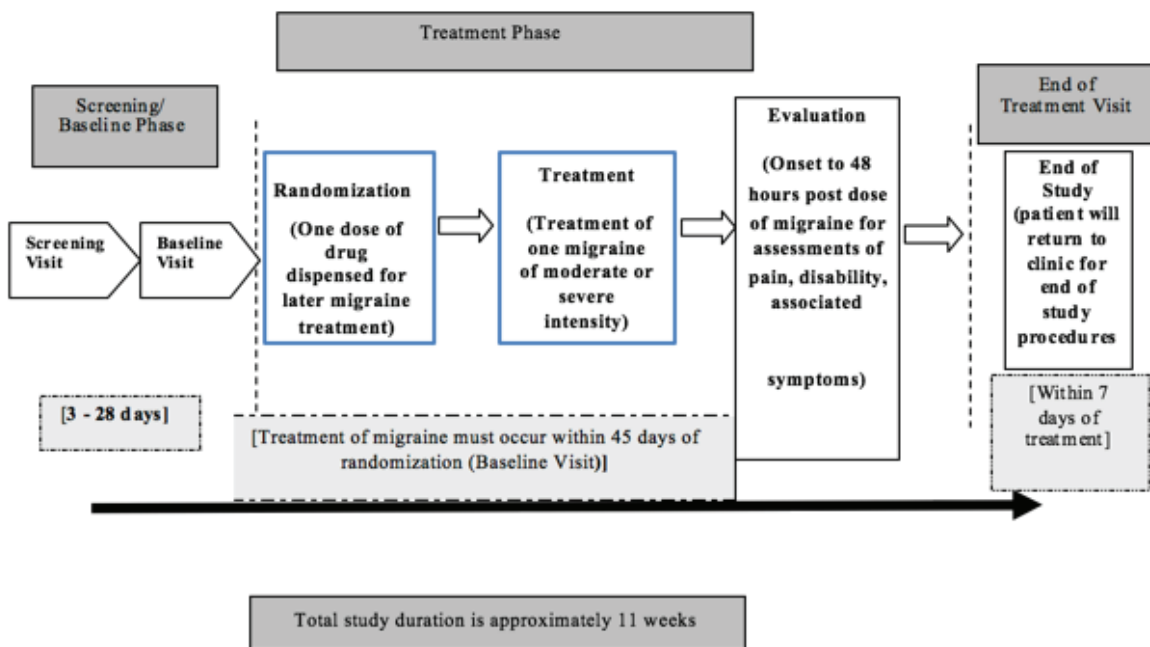 Treatment Phase
Screening/
Baseline Phase
End of
Treatment Visit
Screening
Visit
Baseline
Visit
Randomization
(One dose of
drug
dispensed for
later migraine
treatment)
Treatment
(Treatment of
one migraine
of moderate or
severe
intensity)
Evaluation
(Onset to 48
hours post dose
of migraine for
assessments of
pain, disability,
associated
symptoms)
End of
Study
(patient will
return to
clinic for
end of
study
procedures
[3 - 28 days]
[Treatment of migraine must occur within 45 days of
randomization (Baseline Visit)]
[Within 7
days of
treatment]
Total study duration is approximately 11 weeks